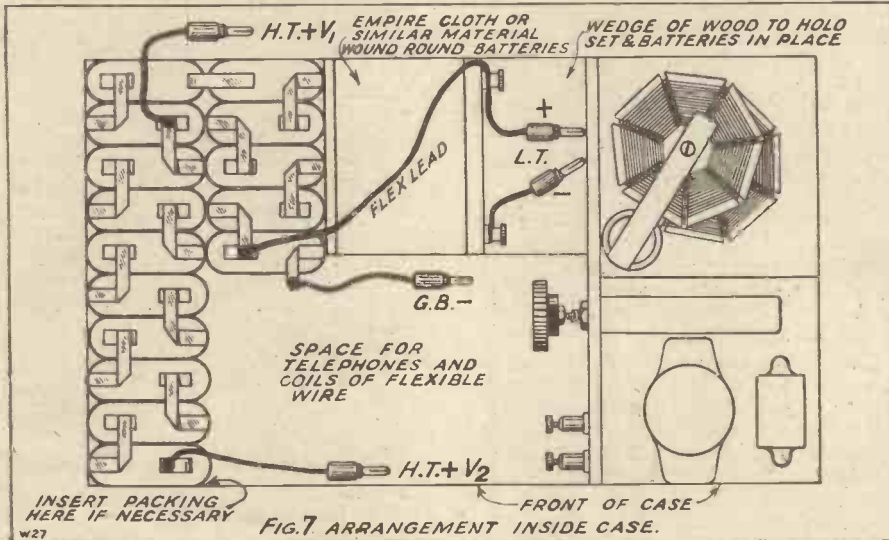 H.T.+V1
EMPIRE CLOTH OR
SIMILAR MATERIAL
WOUND ROUND BATTERIES
WEDGE OF WOOD TO HOLD
SET & BATTERIES IN PLACE
+
L.T.
-
FLEX LEAD
G.B.-
SPACE FOR
TELEPHONES AND
COILS OF FLEXIBLE
WIRE
H.T.+V2
INSERT PACKING
HERE IF NECESSARY
FRONT OF CASE
W27
FIG.7 ARRANGEMENT INSIDE CASE.